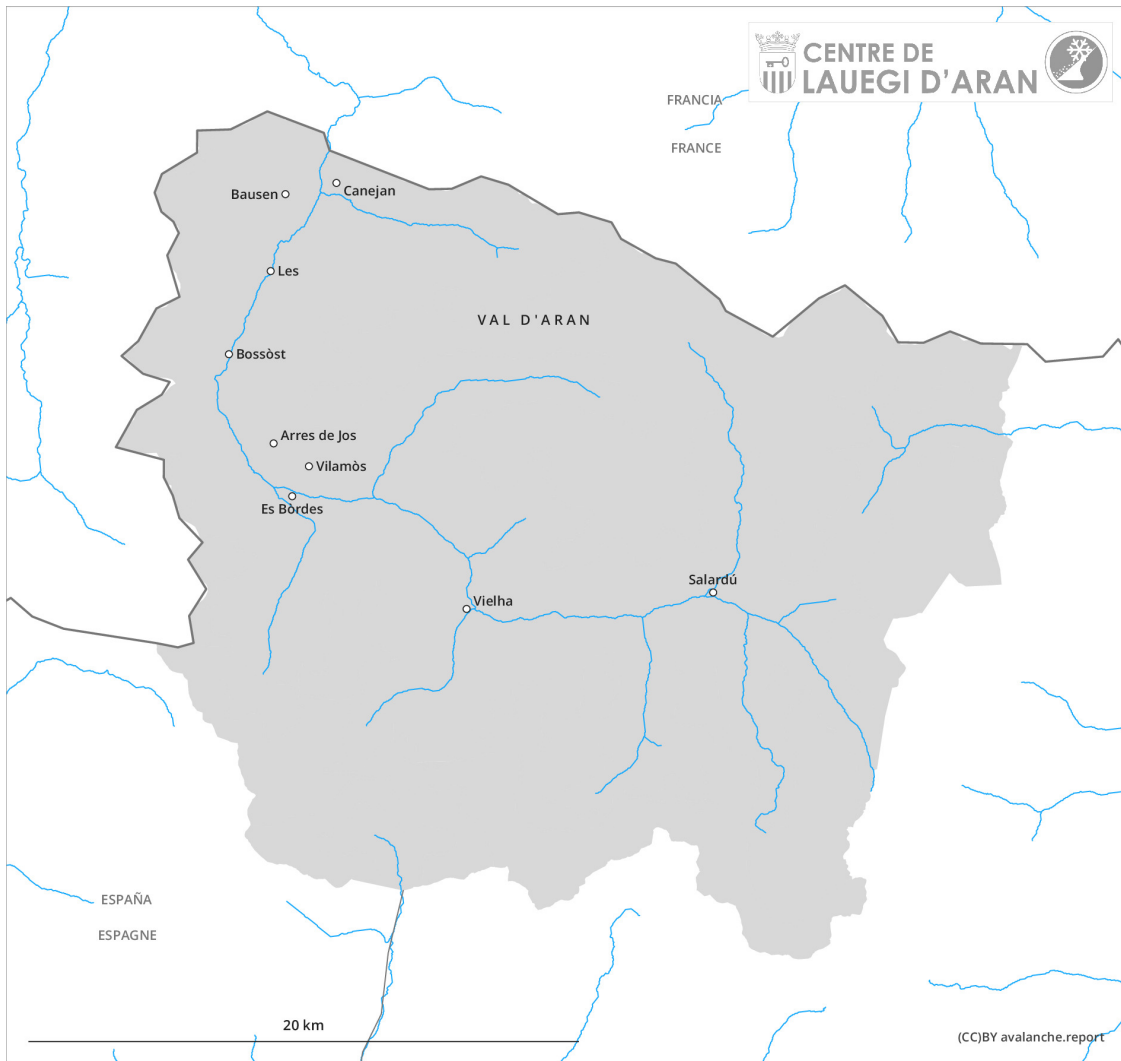 CENTRE DE
LAUEGI D'ARAN
FRANCIA
FRANCE
Canejan
Bausen
Les
VAL D'ARAN
Bossòst
Arres de Jos
Vilamòs
Es Bòrdes
Salardú
Vielha
ESPAÑA
ESPAGNE
20 km
(CC)BY avalanche.report